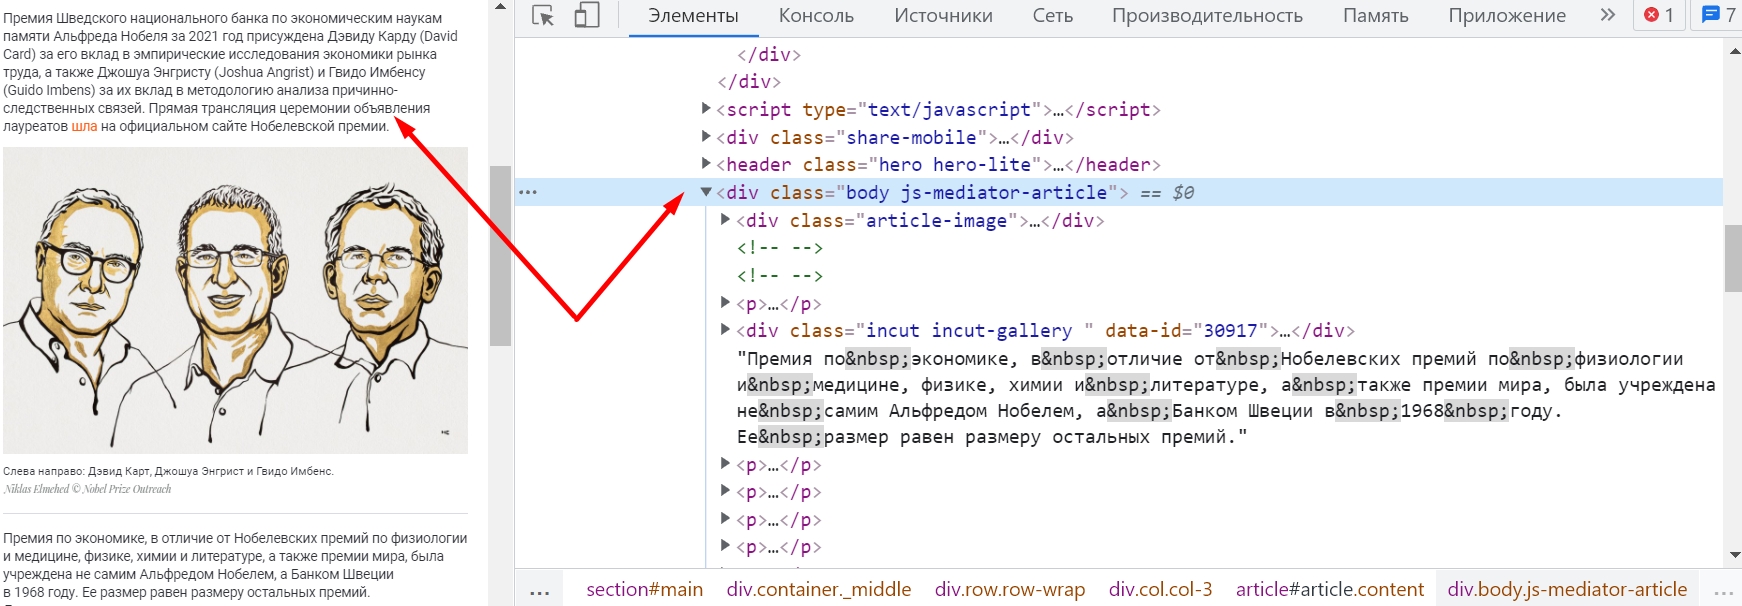 Премия Шведского национального банка по экономическим наукам
памяти Альфреда Нобеля за 2021 год присуждена Дэвиду Карду (David
Card) за его вклад в эмпирические исследования экономики рынка
труда, а также Джошуа Энгристу (Joshua Angrist) и Гвидо Имбенсу
(Guido Imbens) за их вклад в методологию анализа причинно-
следственных связей. Прямая трансляция церемонии объявления
лауреатов шла на официальном сайте Нобелевской премии.
Слева направо: Дэвид Карт, Джошуа Энгрист и Гвидо Имбенс.
Niklas Elmehed © Nobel Prize Outreach
Премия по экономике, в отличие от Нобелевских премий по физиологии
и медицине, физике, химии и литературе, а также премии мира, была
учреждена не самим Альфредом Нобелем, а Банком Швеции
в 1968 году. Ее размер равен размеру остальных премий.
Элементы Консоль Источники Сеть Производительность Память Приложение » 1 7
</div>
</div>
▶<script type="text/javascript">…</script>
▶<div class="share-mobile">…</div>
▶<header class="hero hero-lite">…</header>
… ▼<div class="body js-mediator-article"> == $0
▶<div class="article-image">…</div>
<!-- -->
<!-- -->
▶<p>…</p>
▶<div class="incut incut-gallery " data-id="30917">…</div>
"Премия по&nbsp;экономике, в&nbsp;отличие от&nbsp;Нобелевских премий по&nbsp;физиологии
и&nbsp;медицине, физике, химии и&nbsp;литературе, а&nbsp;также премии мира, была учреждена
не&nbsp;самим Альфредом Нобелем, а&nbsp;Банком Швеции в&nbsp;1968&nbsp;году.
Ее&nbsp;размер равен размеру остальных премий."
▶<p>…</p>
▶<p>…</p>
▶<p>…</p>
▶<p>…</p>
… section#main div.container._middle div.row.row-wrap div.col.col-3 article#article.content div.body.js-mediator-article …